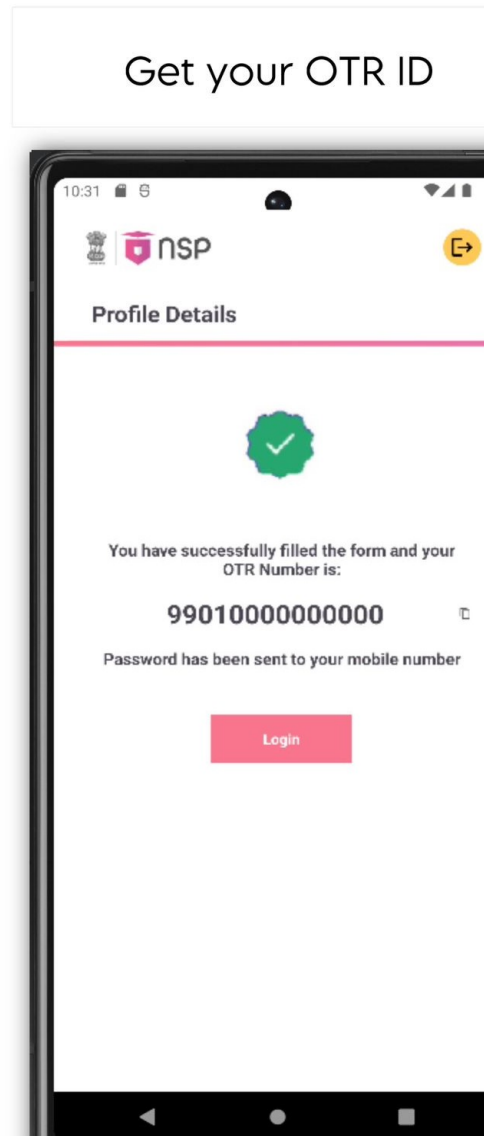 Get your OTR ID
10:31
nsp
Profile Details
You have successfully filled the form and your
OTR Number is:
99010000000000
Password has been sent to your mobile number
Login